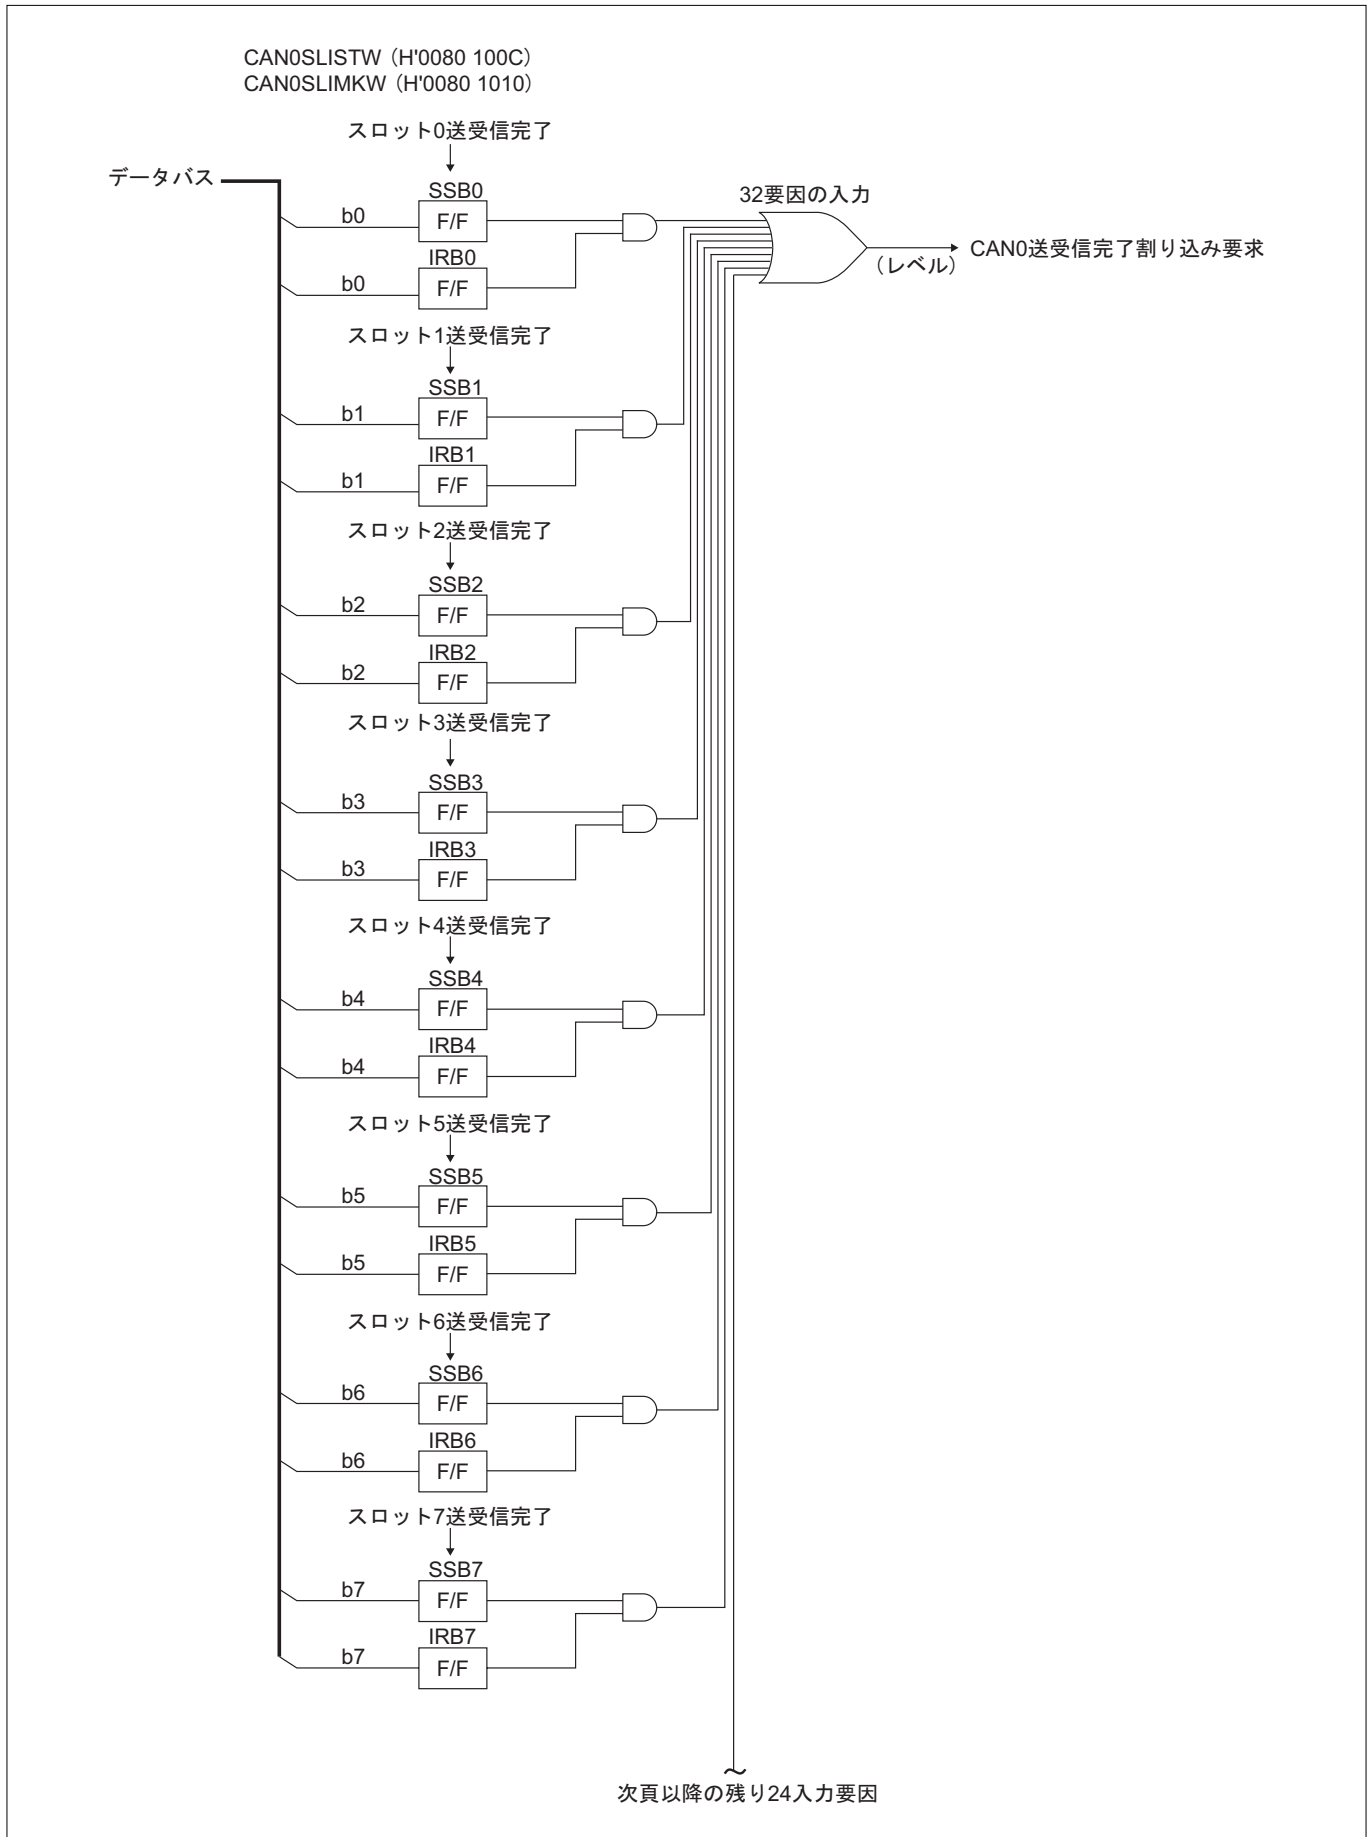 CAN0SLISTW（H'0080 100C）
CAN0SLIMKW（H'0080 1010）
スロット0送受信完了
データバス
SSB0
32要因の入力
b0
F/F
CAN0送受信完了割り込み要求
（レベル）
IRB0
b0
F/F
スロット1送受信完了
SSB1
b1
F/F
IRB1
b1
F/F
スロット2送受信完了
SSB2
b2
F/F
IRB2
b2
F/F
スロット3送受信完了
SSB3
b3
F/F
IRB3
b3
F/F
スロット4送受信完了
SSB4
b4
F/F
IRB4
b4
F/F
スロット5送受信完了
SSB5
b5
F/F
IRB5
b5
F/F
スロット6送受信完了
SSB6
b6
F/F
IRB6
b6
F/F
スロット7送受信完了
SSB7
b7
F/F
IRB7
b7
F/F
次頁以降の残り24入力要因